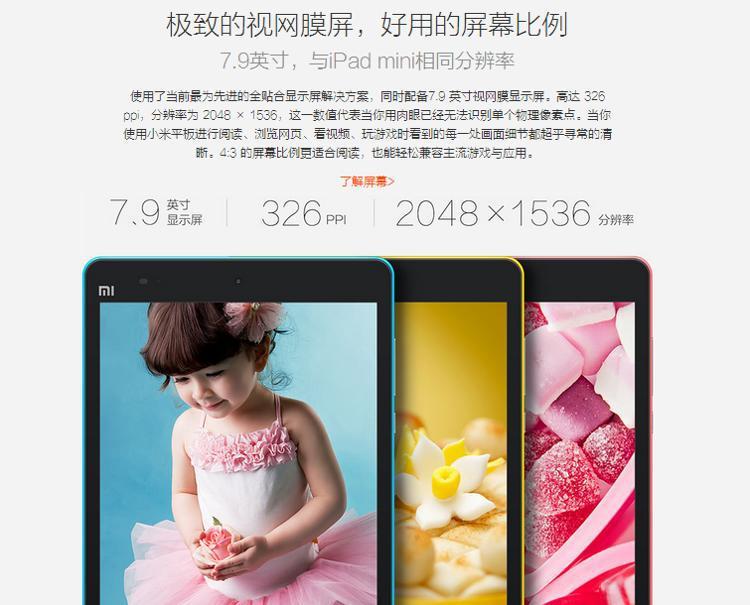 极致的视网膜屏，好用的屏幕比例
7.9英寸，与iPad mini相同分辨率
使用了当前最为先进的全贴合显示屏解决方案，同时配备7.9 英寸视网膜显示屏。高达 326
ppi，分辨率为 2048 × 1536，这一数值代表当你用肉眼已经无法识别单个物理像素点。当你
使用小米平板进行阅读、浏览网页、看视频、玩游戏时看到的每一处画面细节都超乎寻常的清
晰。4:3 的屏幕比例更适合阅读，也能轻松兼容主流游戏与应用。
了解屏幕>
7.9 英寸显示屏 326 PPI 2048×1536 分辨率
mi